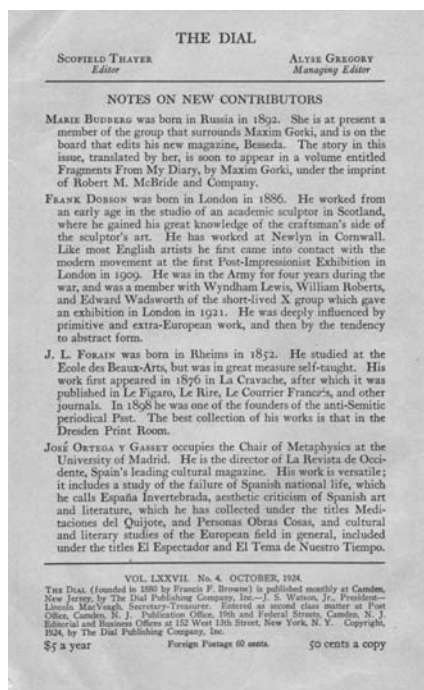 THE DIAL
SCOFIELD THAYER ALYSE GREGORY
Editor Managing Editor
NOTES ON NEW CONTRIBUTORS
MARIE BUDBERG was born in Russia in 1892. She is at present a
member of the group that surrounds Maxim Gorki, and is on the
board that edits his new magazine, Besseda. The story in this
issue, translated by her, is soon to appear in a volume entitled
Fragments From My Diary, by Maxim Gorki, under the imprint
of Robert M. McBride and Company.
FRANK DOBSON was born in London in 1886. He worked from
an early age in the studio of an academic sculptor in Scotland,
where he gained his great knowledge of the craftsman's side of
the sculptor's art. He has worked at Newlyn in Cornwall.
Like most English artists he first came into contact with the
modern movement at the first Post-Impressionist Exhibition in
London in 1909. He was in the Army for four years during the
war, and was a member with Wyndham Lewis, William Roberts,
and Edward Wadsworth of the short-lived X group which gave
an exhibition in London in 1921. He was deeply influenced by
primitive and extra-European work, and then by the tendency
to abstract form.
J. L. FORAIN was born in Rheims in 1852. He studied at the
Ecole des Beaux-Arts, but was in great measure self-taught. His
work first appeared in 1876 in La Cravache, after which it was
published in Le Figaro, Le Rire, Le Courrier Francés, and other
journals. In 1898 he was one of the founders of the anti-Semitic
periodical Psst. The best collection of his works is that in the
Dresden Print Room.
JOSÉ ORTEGA Y GASSET occupies the Chair of Metaphysics at the
University of Madrid. He is the director of La Revista de Occi-
dente, Spain's leading cultural magazine. His work is versatile;
it includes a study of the failure of Spanish national life, which
he calls España Invertebrada, aesthetic criticism of Spanish art
and literature, which he has collected under the titles Medi-
taciones del Quijote, and Personas Obras Cosas, and cultural
and literary studies of the European field in general, included
under the titles El Espectador and El Tema de Nuestro Tiempo.
VOL. LXXVII. No. 4. OCTOBER, 1924.
THE DIAL (founded in 1880 by Francis F. Browne) is published monthly at Camden,
New Jersey, by The Dial Publishing Company, Inc.—J. S. Watson, Jr., President—
Lincoln MacVeagh, Secretary-Treasurer. Entered as second class matter at Post
Office, Camden, N. J. Publication Office, 19th and Federal Streets, Camden, N. J.
Editorial and Business Offices at 152 West 13th Street, New York, N. Y. Copyright,
1924, by The Dial Publishing Company, Inc.
$5 a year Foreign Postage 60 cents. 50 cents a copy